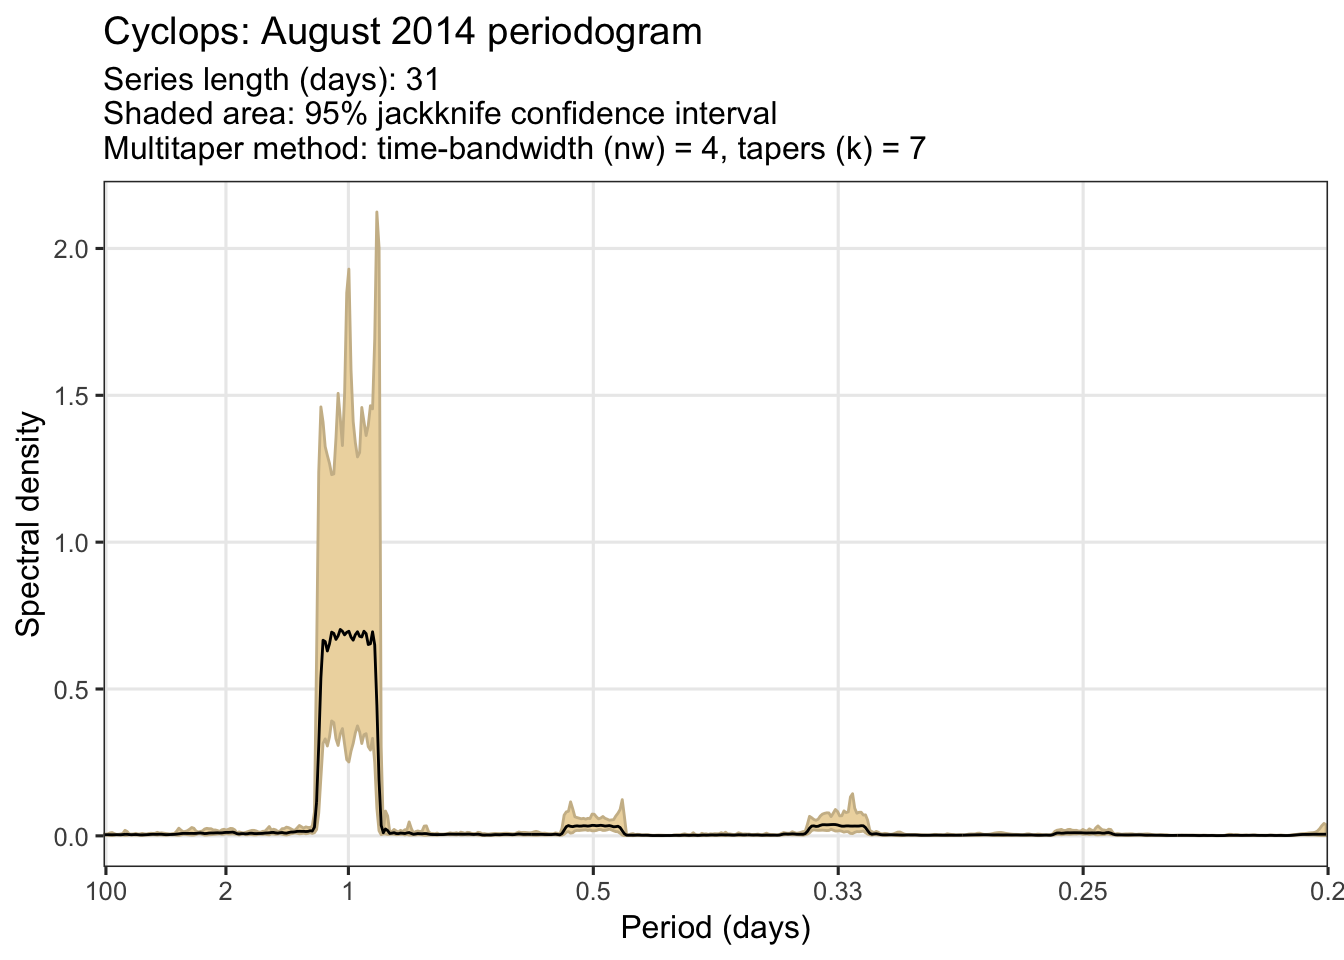 Cyclops: August 2014 periodogram
Series length (days): 31
Shaded area: 95% jackknife confidence interval
Multitaper method: time-bandwidth (nw) = 4, tapers (k) = 7
Spectral density
2.0
1.5
1.0
0.5
0.0
100 2 1 0.5 0.33 0.25 0.2
Period (days)